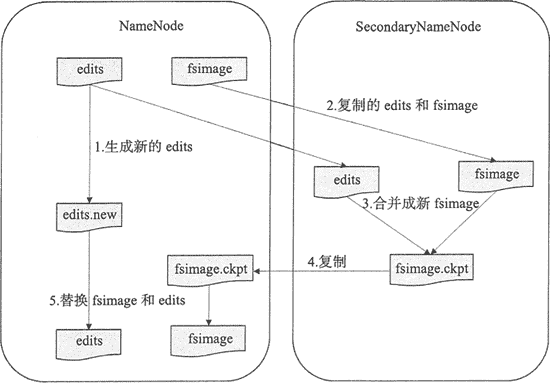 NameNode
SecondaryNameNode
edits
fsimage
2.复制的 edits 和 fsimage
1.生成新的 edits
edits
fsimage
3.合并成新 fsimage
edits.new
fsimage.ckpt
4.复制
fsimage.ckpt
5.替换 fsimage 和 edits
edits
fsimage